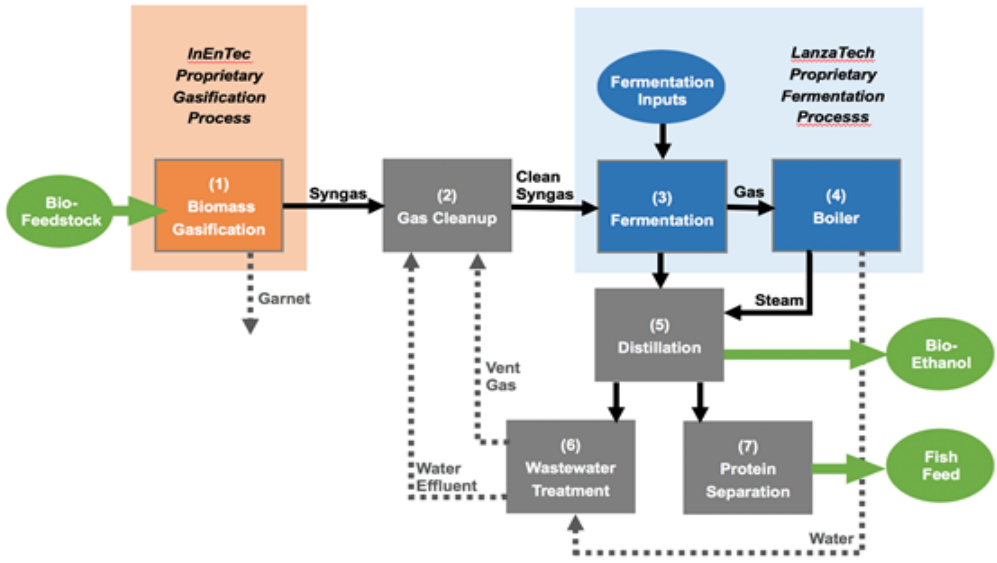 InEnTec
Proprietary
Gasification
Process
LanzaTech
Proprietary
Fermentation
Processs
Fermentation
Inputs
Bio-
Feedstock
(1)
Biomass
Gasification
Syngas
(2)
Gas Cleanup
Clean
Syngas
(3)
Fermentation
Gas
(4)
Boiler
Garnet
Steam
(5)
Distillation
Bio-
Ethanol
Vent
Gas
Water
Effluent
(6)
Wastewater
Treatment
(7)
Protein
Separation
Fish
Feed
Water